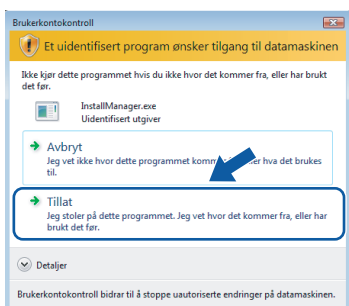 Brukerkontokontroll
Et uidentifisert program ønsker tilgang til datamaskinen
Ikke kjør dette programmet hvis du ikke hvor det kommer fra, eller har brukt
det før.
InstallManager.exe
Uidentifisert utgiver
Avbryt
Jeg vet ikke hvor dette programmet komm er hva det brukes
til.
Tillat
Jeg stoler på dette programmet. Jeg vet hvor det kommer fra, eller har
brukt det før.
Detaljer
Brukerkontokontroll bidrar til å stoppe uautoriserte endringer på datamaskinen.